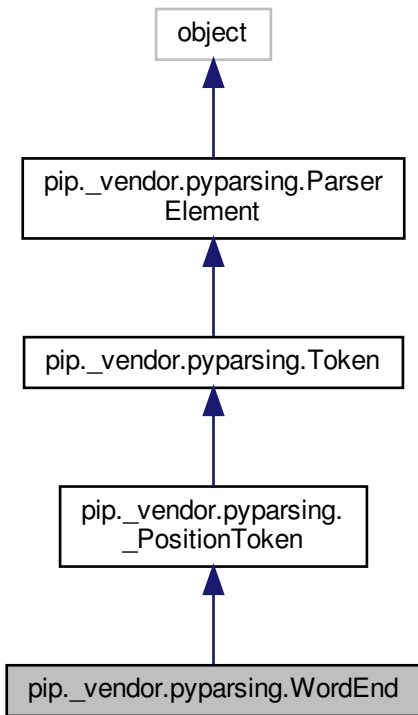 object
pip._vendor.pyparsing.Parser
Element
pip._vendor.pyparsing.Token
pip._vendor.pyparsing.
_PositionToken
pip._vendor.pyparsing.WordEnd